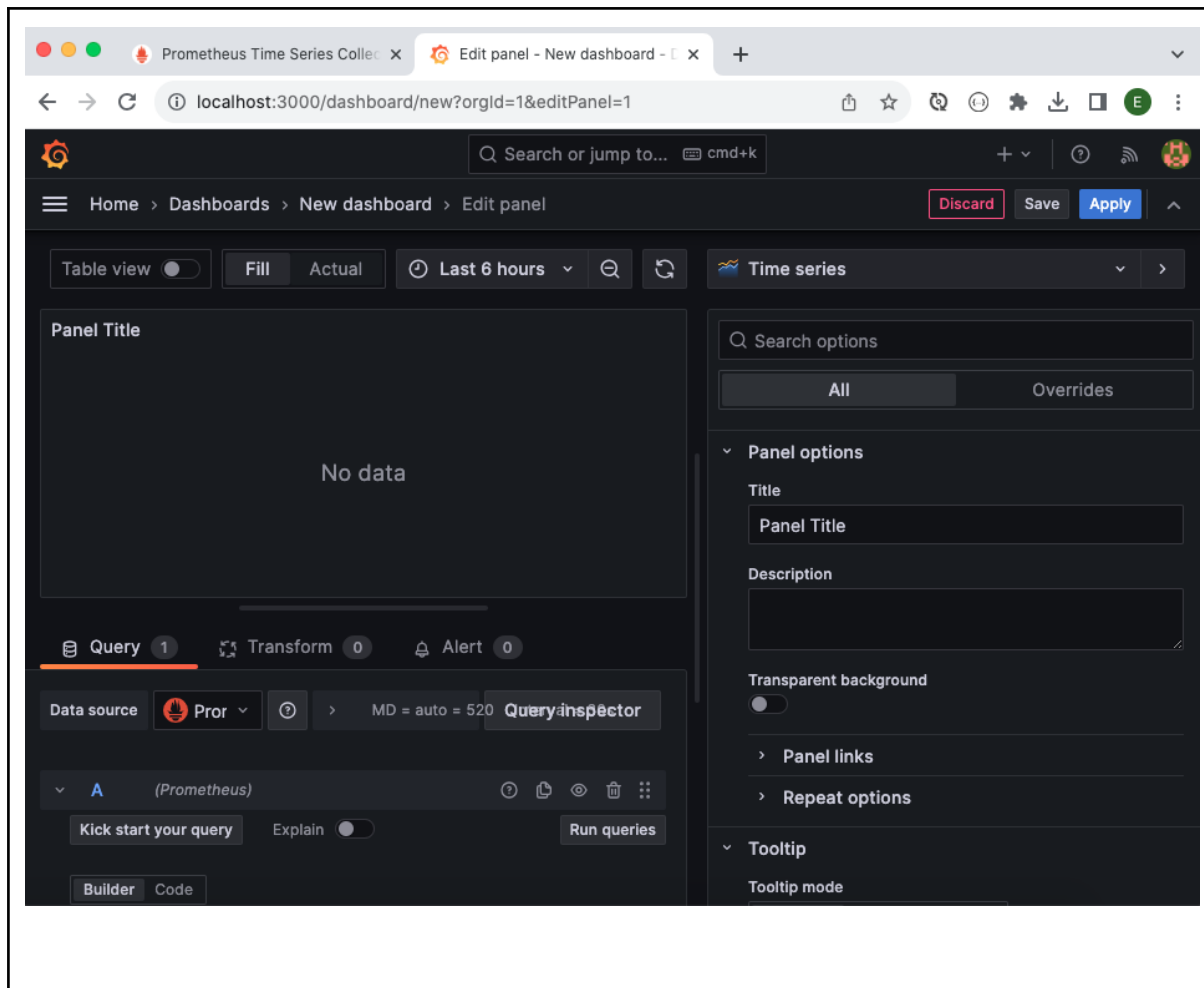 Prometheus Time Series Collec
Edit panel - New dashboard - D
localhost:3000/dashboard/new?orgId=1&editPanel=1
E
Search or jump to... cmd+k
Home > Dashboards > New dashboard > Edit panel
Discard Save Apply
Table view Fill Actual Last 6 hours
Time series
Panel Title
No data
Search options
All Overrides
Panel options
Title
Panel Title
Description
Transparent background
Panel links
Repeat options
Tooltip
Tooltip mode
Query 1 Transform 0 Alert 0
Data source Pror MD = auto = 520 Query inspector
A (Prometheus)
Kick start your query Explain Run queries
Builder Code